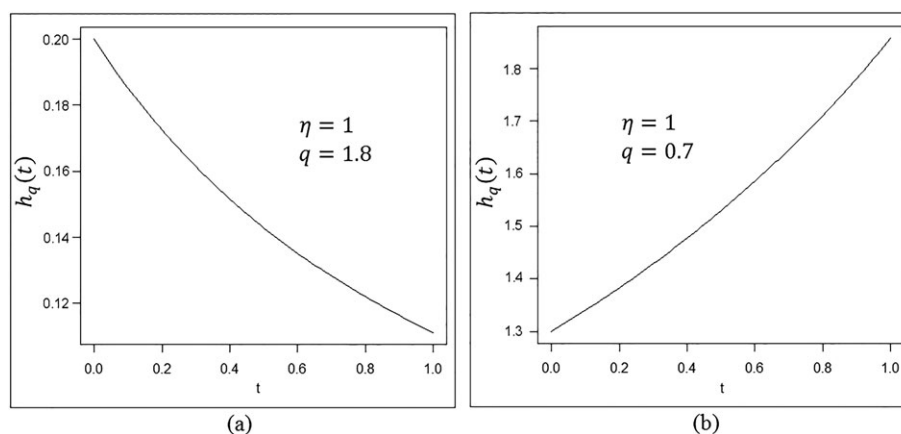 0.20
0.18
0.16
0.14
0.12
h_q(t)
η = 1
q = 1.8
0.0 0.2 0.4 0.6 0.8 1.0
t
(a)
1.8
1.7
1.6
1.5
1.4
1.3
h_q(t)
η = 1
q = 0.7
0.0 0.2 0.4 0.6 0.8 1.0
t
(b)